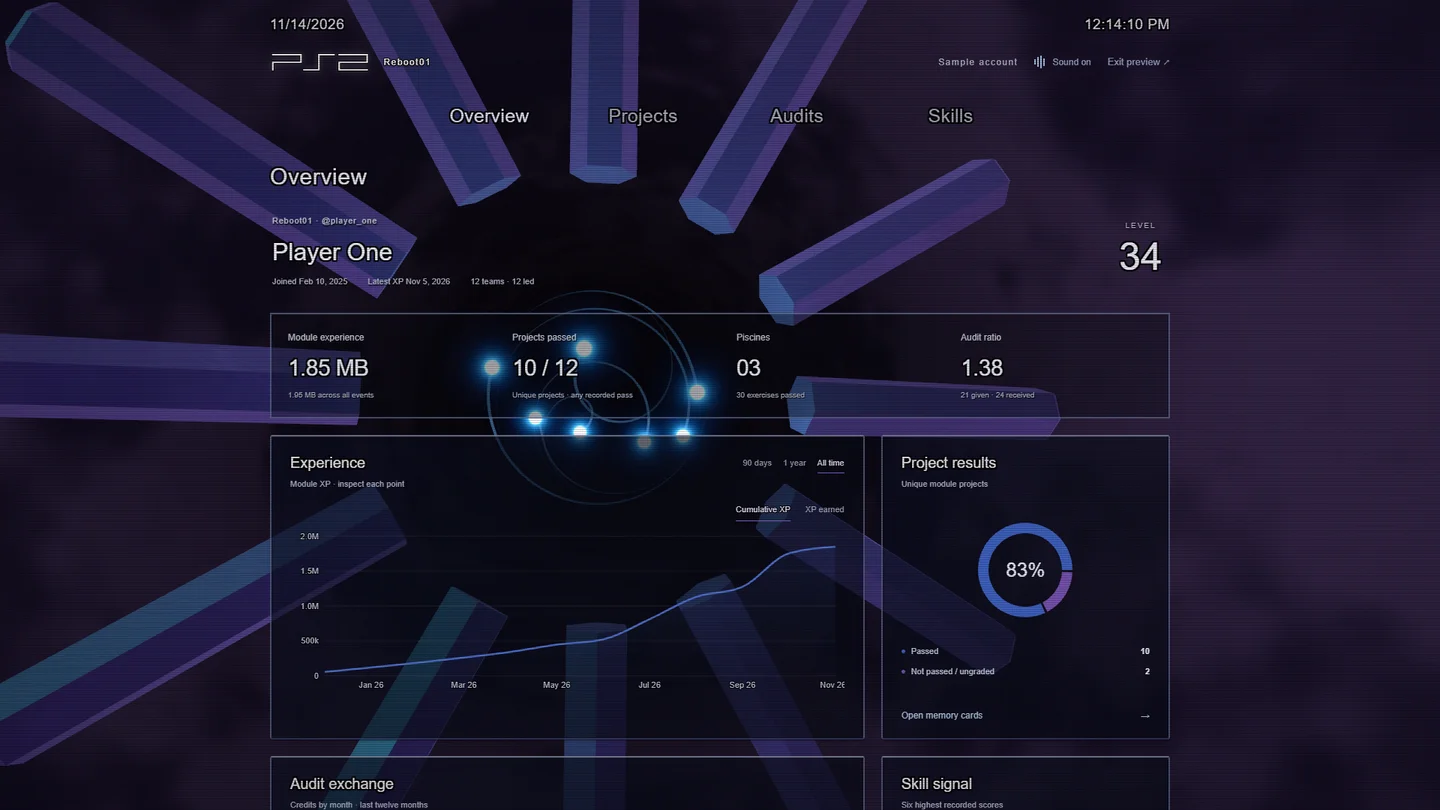 11/14/2026
12:14:10 PM
PS2
Reboot01
Sample account
Sound on
Exit preview ↗
Overview
Projects
Audits
Skills
Overview
Reboot01 · @player_one
Player One
Joined Feb 10, 2025
Latest XP Nov 5, 2026
12 teams · 12 led
LEVEL
34
Module experience
1.85 MB
1.95 MB across all events
Projects passed
10 / 12
Unique projects · any recorded pass
Piscines
03
30 exercises passed
Audit ratio
1.38
21 given · 24 received
Experience
Module XP · inspect each point
90 days
1 year
All time
Cumulative XP
XP earned
2.0M
1.5M
1.0M
500k
0
Jan 26
Mar 26
May 26
Jul 26
Sep 26
Nov 26
Project results
Unique module projects
83%
Passed
10
Not passed / ungraded
2
Open memory cards →
Audit exchange
Credits by month · last twelve months
Skill signal
Six highest recorded scores